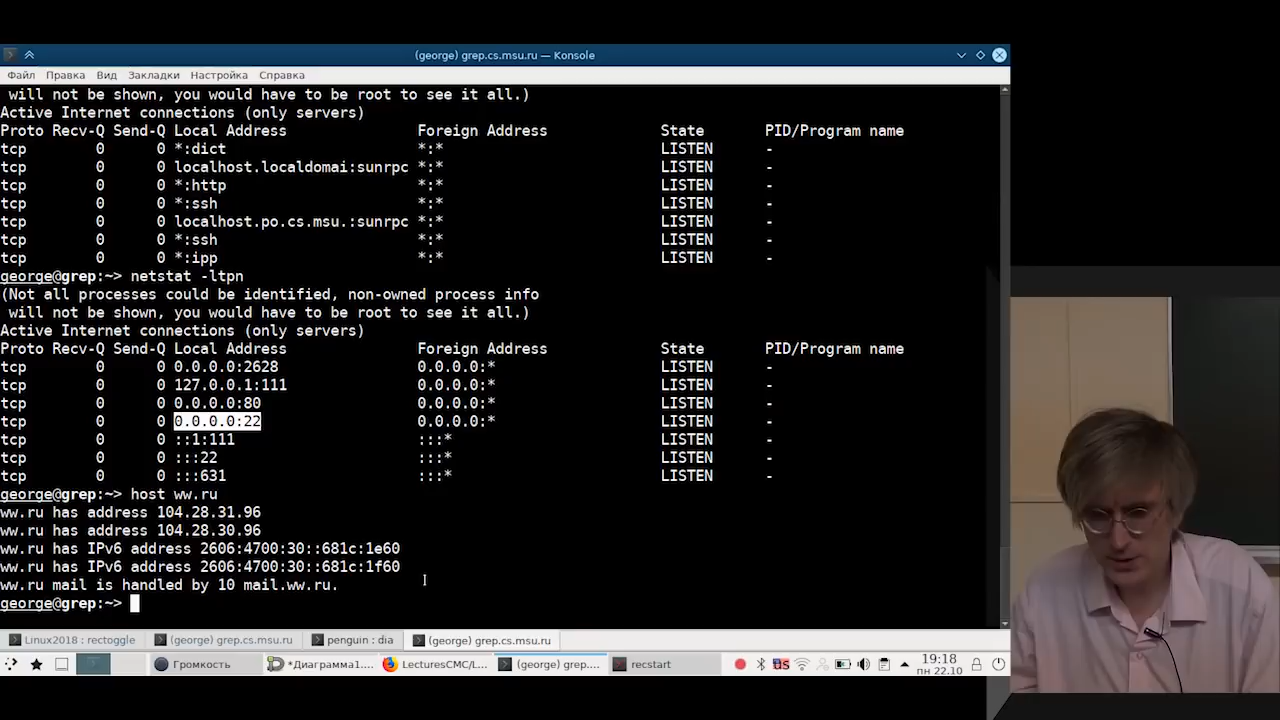 (george) grep.cs.msu.ru — Konsole
Файл Правка Вид Закладки Настройка Справка
will not be shown, you would have to be root to see it all.)
Active Internet connections (only servers)
Proto Recv-Q Send-Q Local Address Foreign Address State PID/Program name
tcp 0 0 *:dict *:* LISTEN -
tcp 0 0 localhost.localdomai:sunrpc *:* LISTEN -
tcp 0 0 *:http *:* LISTEN -
tcp 0 0 *:ssh *:* LISTEN -
tcp 0 0 localhost.po.cs.msu.:sunrpc *:* LISTEN -
tcp 0 0 *:ssh *:* LISTEN -
tcp 0 0 *:ipp *:* LISTEN -
george@grep:~> netstat -ltpn
(Not all processes could be identified, non-owned process info
will not be shown, you would have to be root to see it all.)
Active Internet connections (only servers)
Proto Recv-Q Send-Q Local Address Foreign Address State PID/Program name
tcp 0 0 0.0.0.0:2628 0.0.0.0:* LISTEN -
tcp 0 0 127.0.0.1:111 0.0.0.0:* LISTEN -
tcp 0 0 0.0.0.0:80 0.0.0.0:* LISTEN -
tcp 0 0 0.0.0.0:22 0.0.0.0:* LISTEN -
tcp 0 0 ::1:111 :::* LISTEN -
tcp 0 0 :::22 :::* LISTEN -
tcp 0 0 :::631 :::* LISTEN -
george@grep:~> host ww.ru
ww.ru has address 104.28.31.96
ww.ru has address 104.28.30.96
ww.ru has IPv6 address 2606:4700:30::681c:1e60
ww.ru has IPv6 address 2606:4700:30::681c:1f60
ww.ru mail is handled by 10 mail.ww.ru.
george@grep:~>
Linux2018 : rectoggle (george) grep.cs.msu.ru penguin : dia (george) grep.cs.msu.ru
Громкость *Диаграмма1.... LecturesCMC/L... (george) grep.... recstart US 19:18
пн 22.10